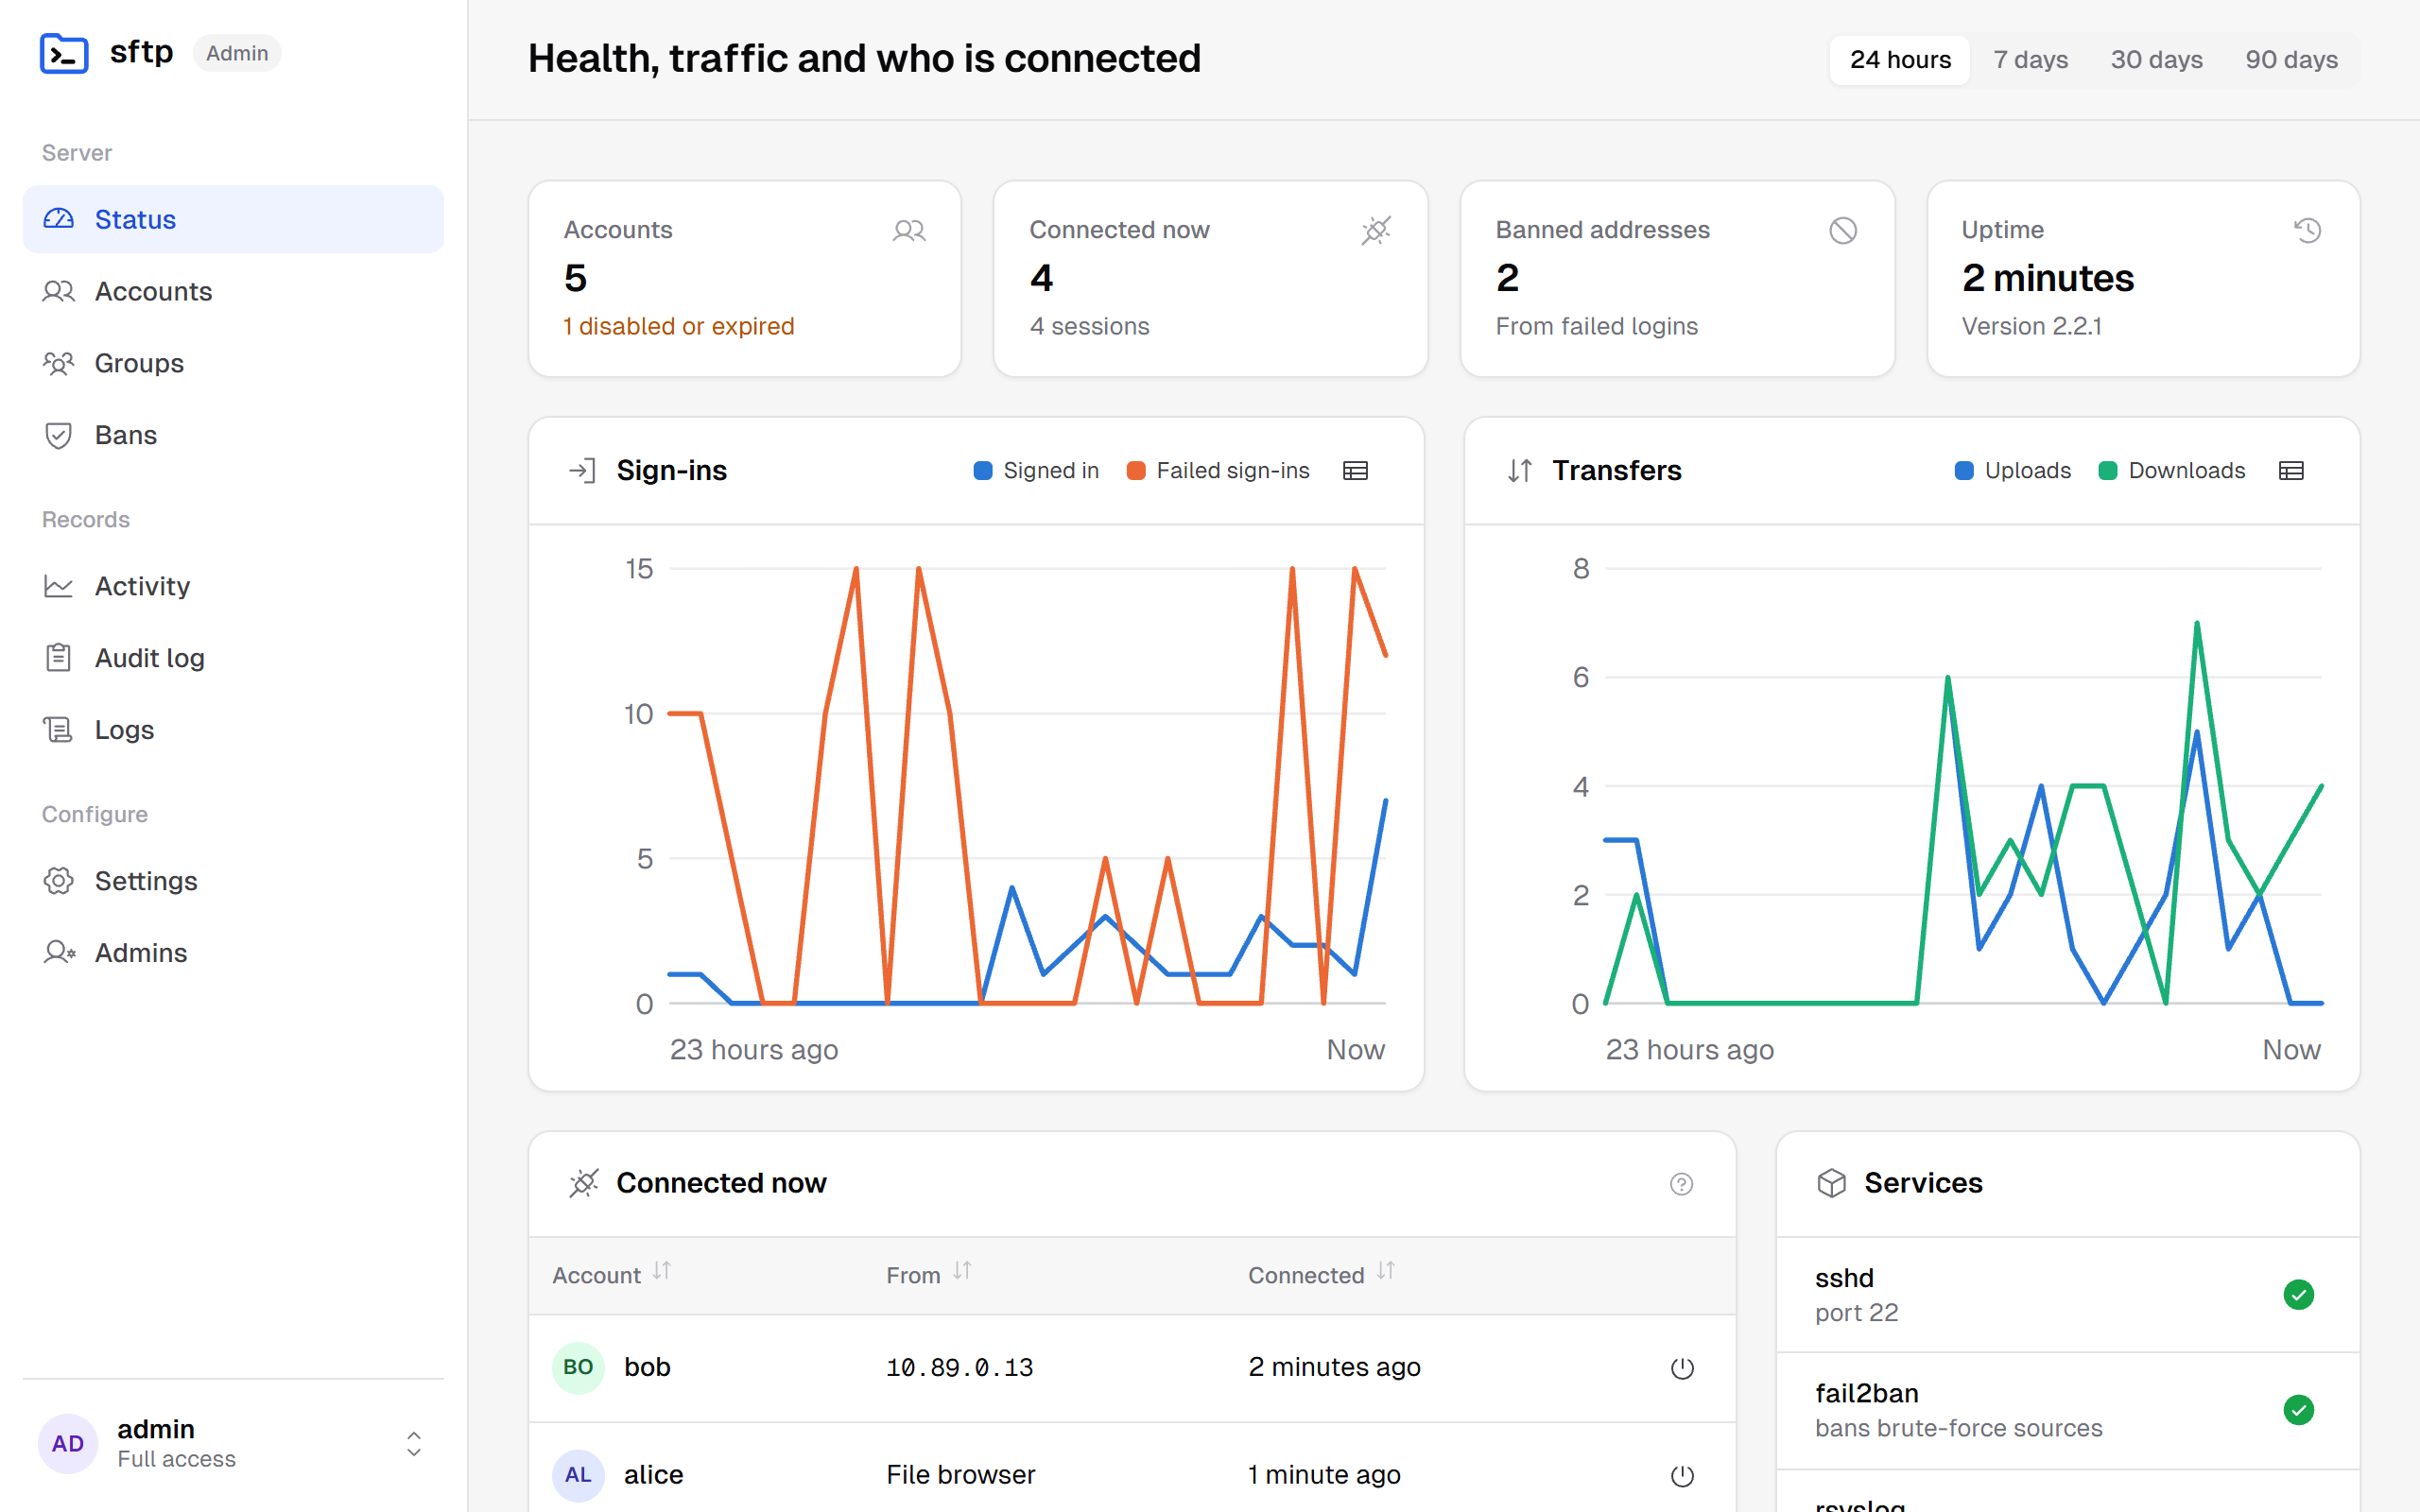 sftp Admin
Server
Status
Accounts
Groups
Bans
Records
Activity
Audit log
Logs
Configure
Settings
Admins
AD
admin
Full access
Health, traffic and who is connected
24 hours 7 days 30 days 90 days
Accounts
5
1 disabled or expired
Connected now
4
4 sessions
Banned addresses
2
From failed logins
Uptime
2 minutes
Version 2.2.1
Sign-ins Signed in Failed sign-ins
15
10
5
0
23 hours ago Now
Transfers Uploads Downloads
8
6
4
2
0
23 hours ago Now
Connected now
Account From Connected
BO bob 10.89.0.13 2 minutes ago
AL alice File browser 1 minute ago
Services
sshd
port 22
fail2ban
bans brute-force sources
rsyslog